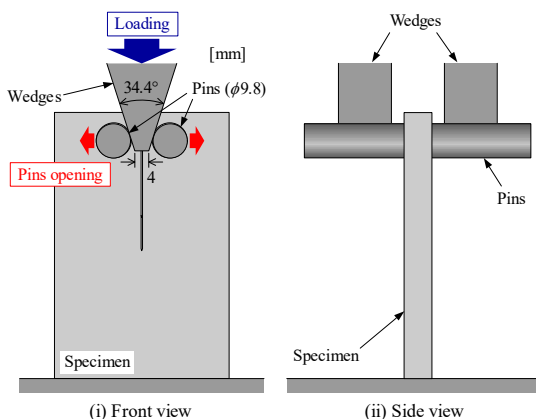 Loading
[mm]
Wedges
34.4°
Pins (ϕ9.8)
Pins opening
4
Specimen
(i) Front view
Wedges
Pins
Specimen
(ii) Side view